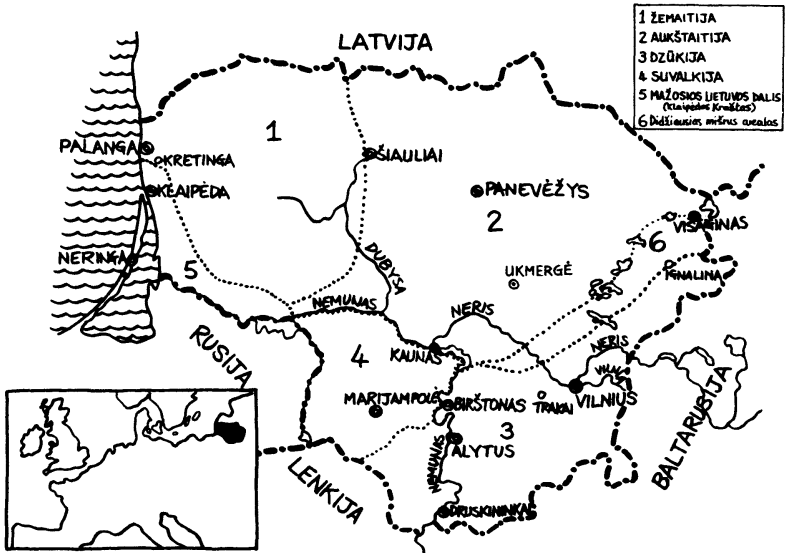 LATVIJA
1 ŽEMAITIJA
2 AUKŠTAITIJA
3 DZŪKIJA
4 SUVALKIJA
5 MAŽOSIOS LIETUVOS DALIS
(Klaipėdos Kraštas)
6 Didžiausias mišrus arealas
1
PALANGA
KRETINGA
ŠIAULIAI
KLAIPĖDA
PANEVĖŽYS
2
VISAGINAS
6
NERINGA
5
DUBYSA
UKMERGĖ
IGNALINA
NEMUNAS
NERIS
RUSIJA
4
KAUNAS
NERIS
VILNIUS
MARIJAMPOLĖ
BIRŠTONAS
TRAKAI
BALTARUSIJA
3
ALYTUS
NEMUNAS
LENKIJA
DRUSKININKAI